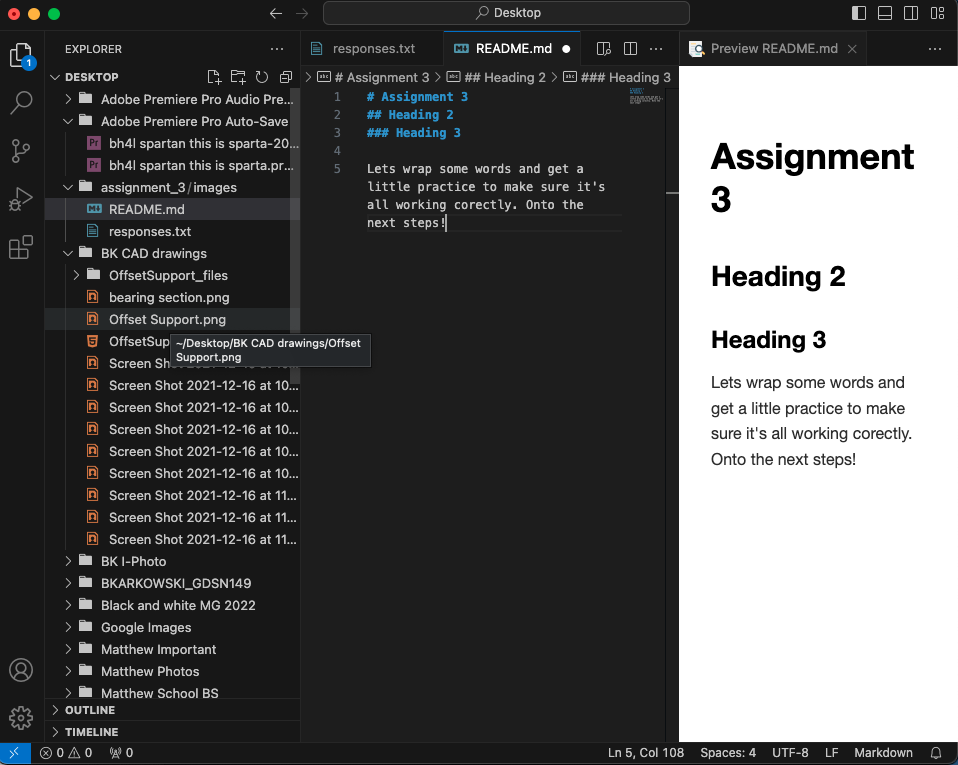 Desktop
EXPLORER
responses.txt
README.md
Preview README.md
1
DESKTOP
# Assignment 3 > ## Heading 2 > ### Heading 3
Adobe Premiere Pro Audio Pre...
Adobe Premiere Pro Auto-Save
Pr bh4l spartan this is sparta-20...
Pr bh4l spartan this is sparta.pr...
assignment_3/images
README.md
responses.txt
BK CAD drawings
OffsetSupport_files
bearing section.png
Offset Support.png
OffsetSup
~/Desktop/BK CAD drawings/Offset
Support.png
Screen Sh
Screen Shot 2021-12-16 at 10...
Screen Shot 2021-12-16 at 10...
Screen Shot 2021-12-16 at 10...
Screen Shot 2021-12-16 at 10...
Screen Shot 2021-12-16 at 10...
Screen Shot 2021-12-16 at 11...
Screen Shot 2021-12-16 at 11...
Screen Shot 2021-12-16 at 11...
BK I-Photo
BKARKOWSKI_GDSN149
Black and white MG 2022
Google Images
Matthew Important
Matthew Photos
Matthew School BS
OUTLINE
TIMELINE
1 # Assignment 3
2 ## Heading 2
3 ### Heading 3
4
5 Lets wrap some words and get a
little practice to make sure it's
all working corectly. Onto the
next steps!
Assignment
3
Heading 2
Heading 3
Lets wrap some words and
get a little practice to make
sure it's all working corectly.
Onto the next steps!
0 0 0
Ln 5, Col 108 Spaces: 4 UTF-8 LF Markdown